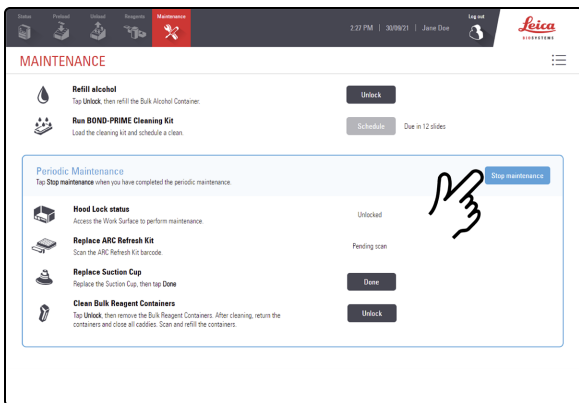 Status Preload Unload Reagents Maintenance
2:27 PM | 30/09/21 | Jane Doe
Log out
Leica
BIOSYSTEMS
MAINTENANCE
Refill alcohol
Tap Unlock, then refill the Bulk Alcohol Container.
Unlock
Run BOND-PRIME Cleaning Kit
Load the cleaning kit and schedule a clean.
Schedule Due in 12 slides
Periodic Maintenance
Tap Stop maintenance when you have completed the periodic maintenance.
Stop maintenance
Hood Lock status
Access the Work Surface to perform maintenance.
Unlocked
Replace ARC Refresh Kit
Scan the ARC Refresh Kit barcode.
Pending scan
Replace Suction Cup
Replace the Suction Cup, then tap Done
Done
Clean Bulk Reagent Containers
Tap Unlock, then remove the Bulk Reagent Containers. After cleaning, return the
containers and close all caddies. Scan and refill the containers.
Unlock